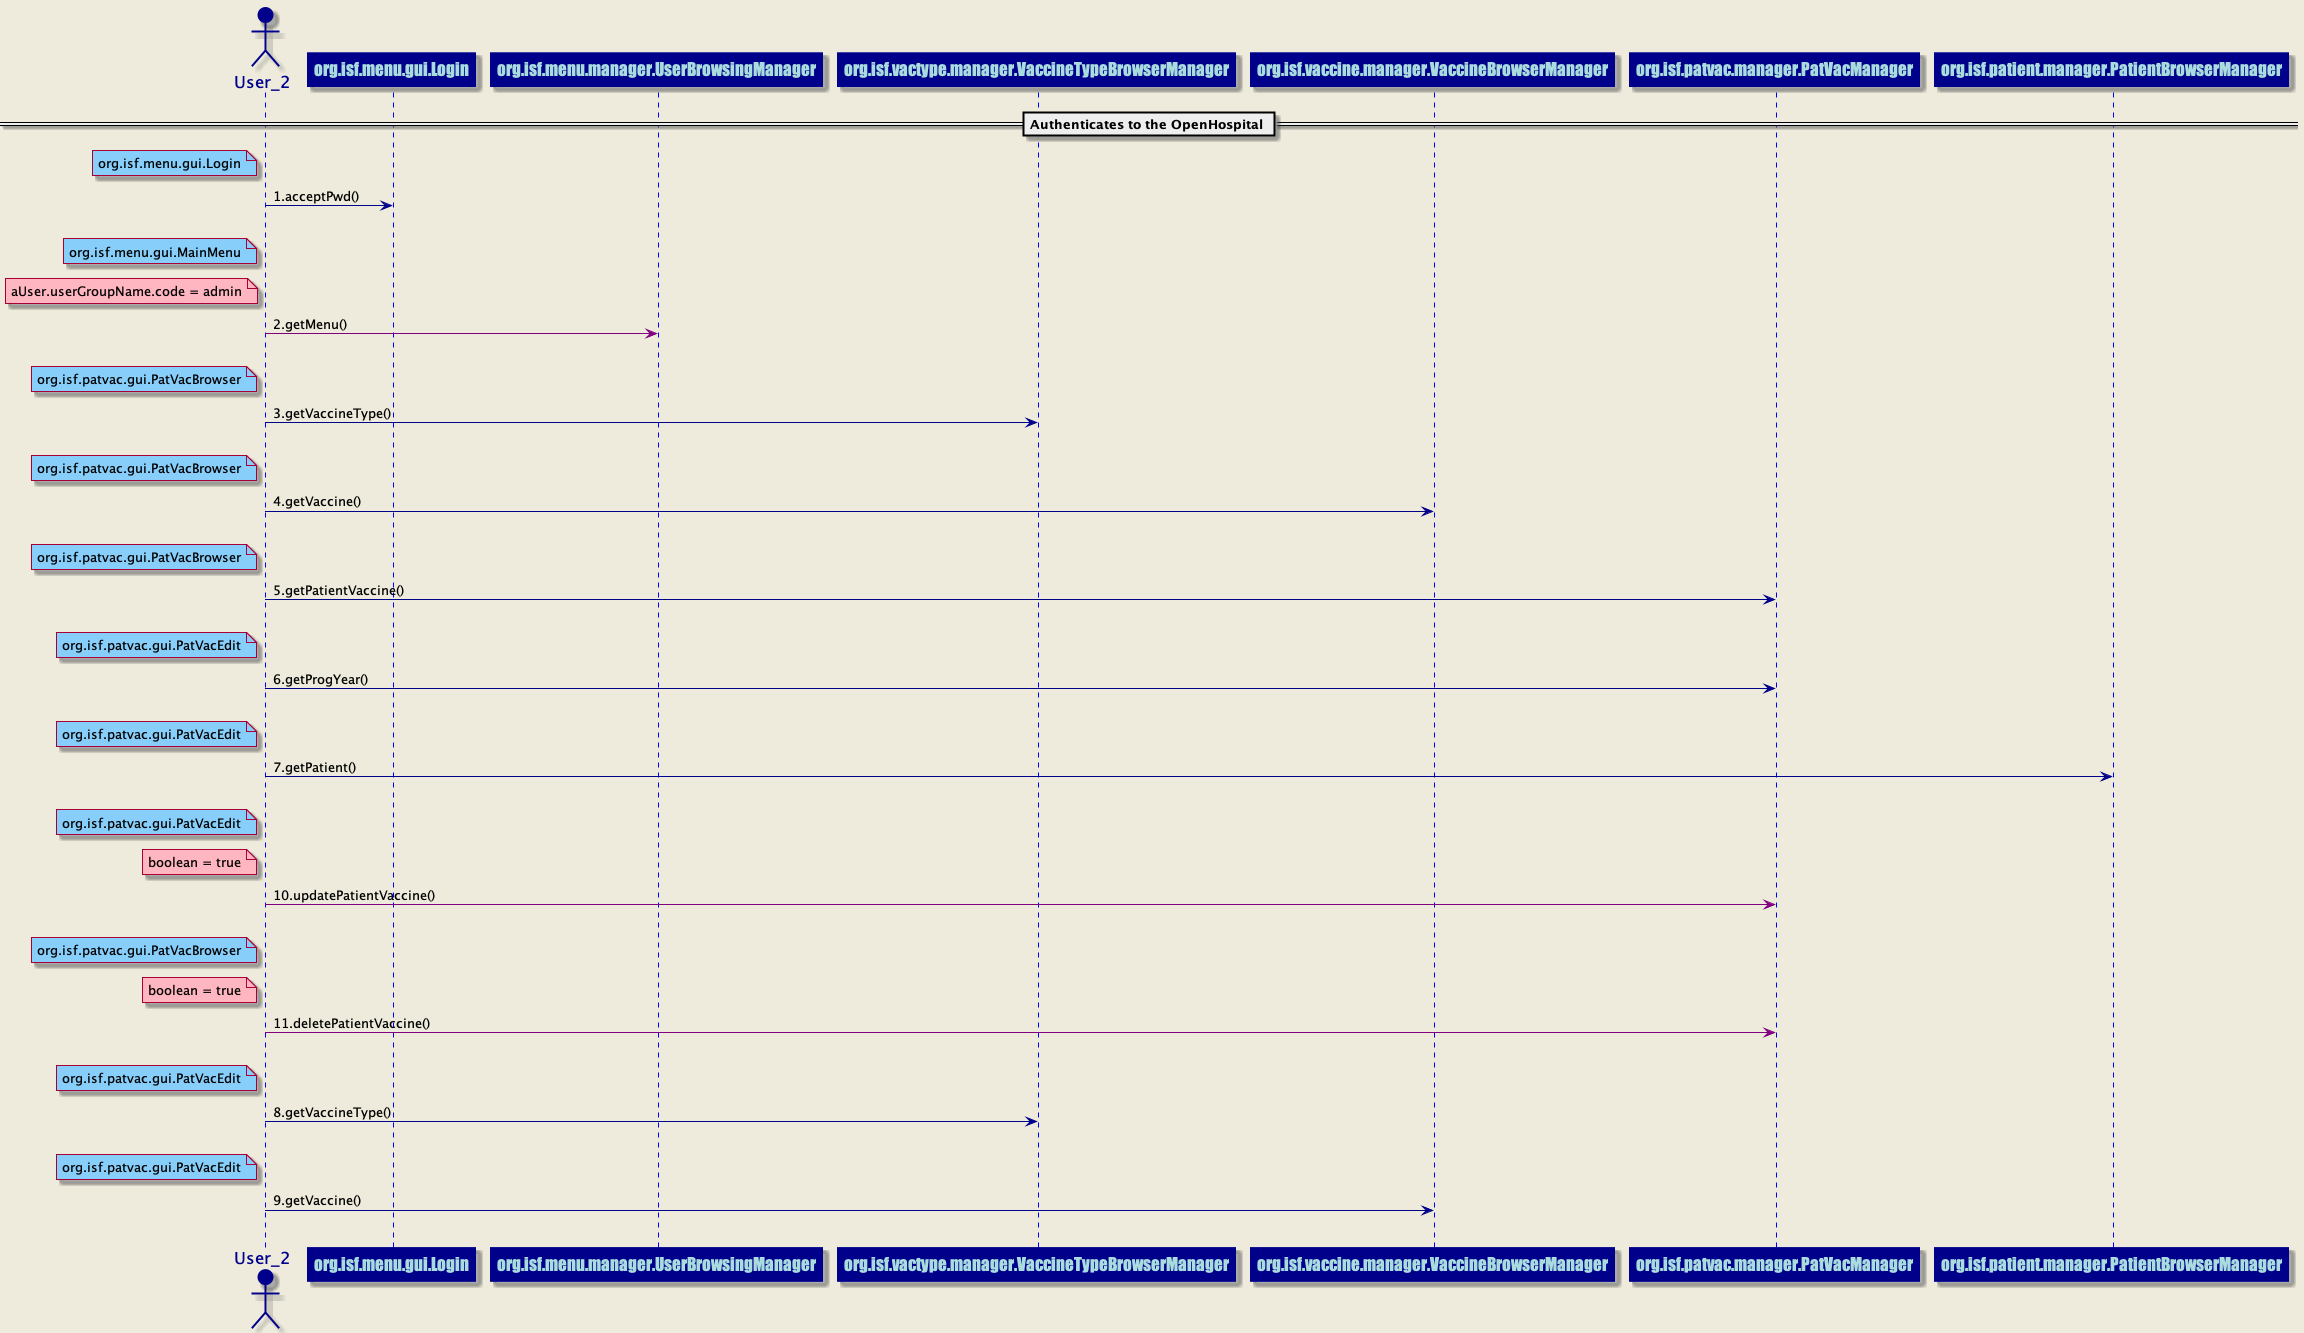 User_2
org.isf.menu.gui.Login
org.isf.menu.manager.UserBrowsingManager
org.isf.vactype.manager.VaccineTypeBrowserManager
org.isf.vaccine.manager.VaccineBrowserManager
org.isf.patvac.manager.PatVacManager
org.isf.patient.manager.PatientBrowserManager
Authenticates to the OpenHospital
org.isf.menu.gui.Login
1.acceptPwd()
org.isf.menu.gui.MainMenu
aUser.userGroupName.code = admin
2.getMenu()
org.isf.patvac.gui.PatVacBrowser
3.getVaccineType()
org.isf.patvac.gui.PatVacBrowser
4.getVaccine()
org.isf.patvac.gui.PatVacBrowser
5.getPatientVaccine()
org.isf.patvac.gui.PatVacEdit
6.getProgYear()
org.isf.patvac.gui.PatVacEdit
7.getPatient()
org.isf.patvac.gui.PatVacEdit
boolean = true
10.updatePatientVaccine()
org.isf.patvac.gui.PatVacBrowser
boolean = true
11.deletePatientVaccine()
org.isf.patvac.gui.PatVacEdit
8.getVaccineType()
org.isf.patvac.gui.PatVacEdit
9.getVaccine()
User_2
org.isf.menu.gui.Login
org.isf.menu.manager.UserBrowsingManager
org.isf.vactype.manager.VaccineTypeBrowserManager
org.isf.vaccine.manager.VaccineBrowserManager
org.isf.patvac.manager.PatVacManager
org.isf.patient.manager.PatientBrowserManager